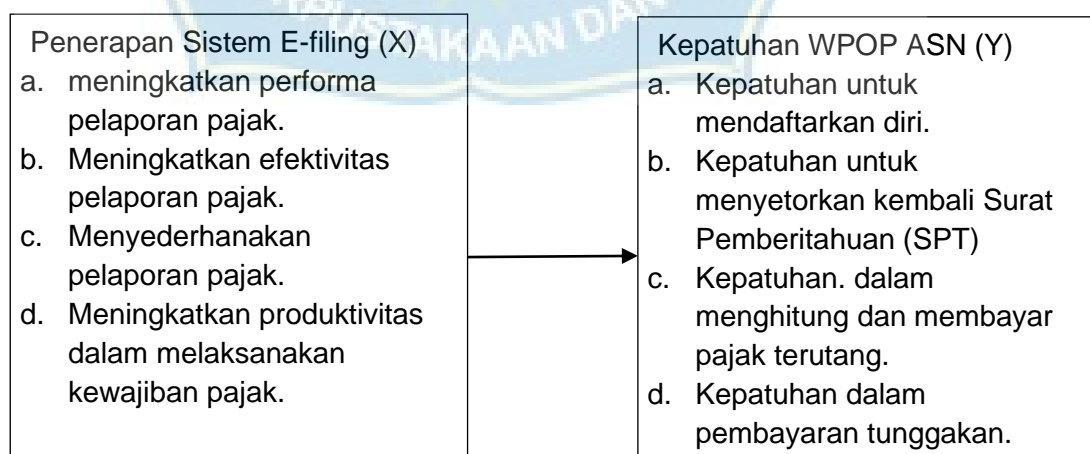 PUSTAKAAN DAN
Penerapan Sistem E-filing (X)
a. meningkatkan performa
pelaporan pajak.
b. Meningkatkan efektivitas
pelaporan pajak.
c. Menyederhanakan
pelaporan pajak.
d. Meningkatkan produktivitas
dalam melaksanakan
kewajiban pajak.
Kepatuhan WPOP ASN (Y)
a. Kepatuhan untuk
mendaftarkan diri.
b. Kepatuhan untuk
menyetorkan kembali Surat
Pemberitahuan (SPT)
c. Kepatuhan. dalam
menghitung dan membayar
pajak terutang.
d. Kepatuhan dalam
pembayaran tunggakan.